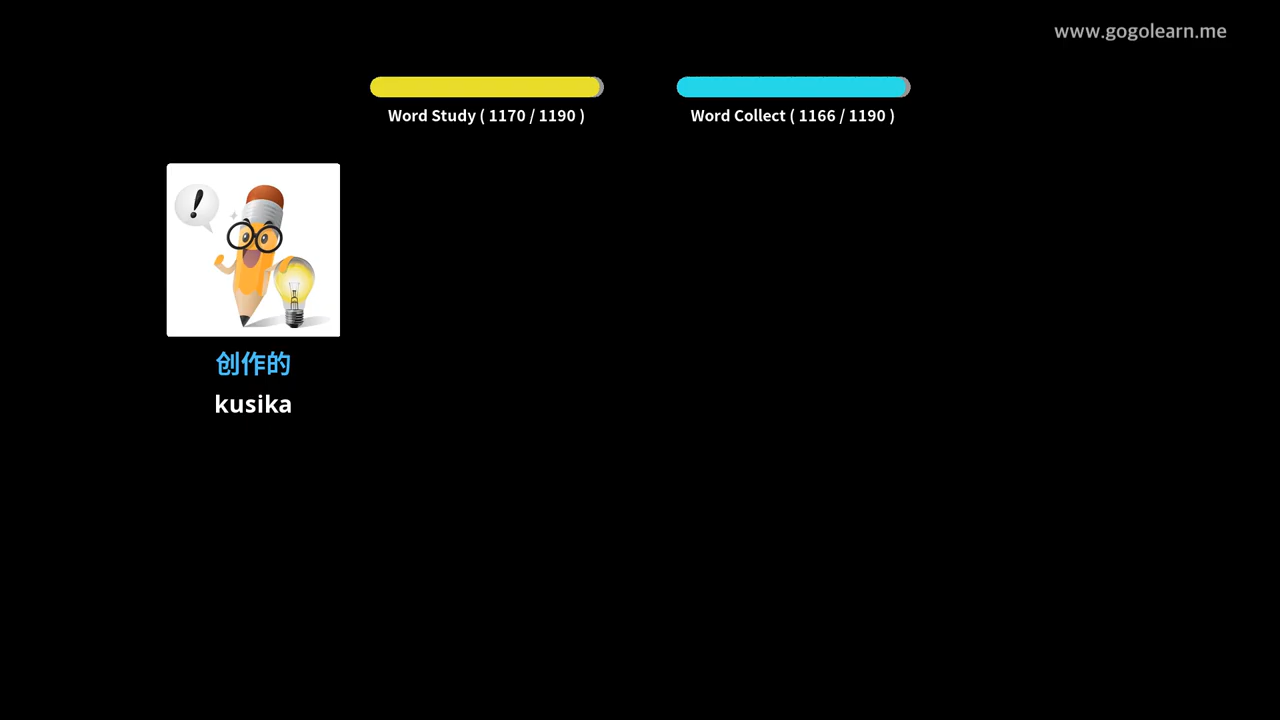 www.gogolearn.me
Word Study ( 1170 / 1190 )
Word Collect ( 1166 / 1190 )
!
创作的
kusika